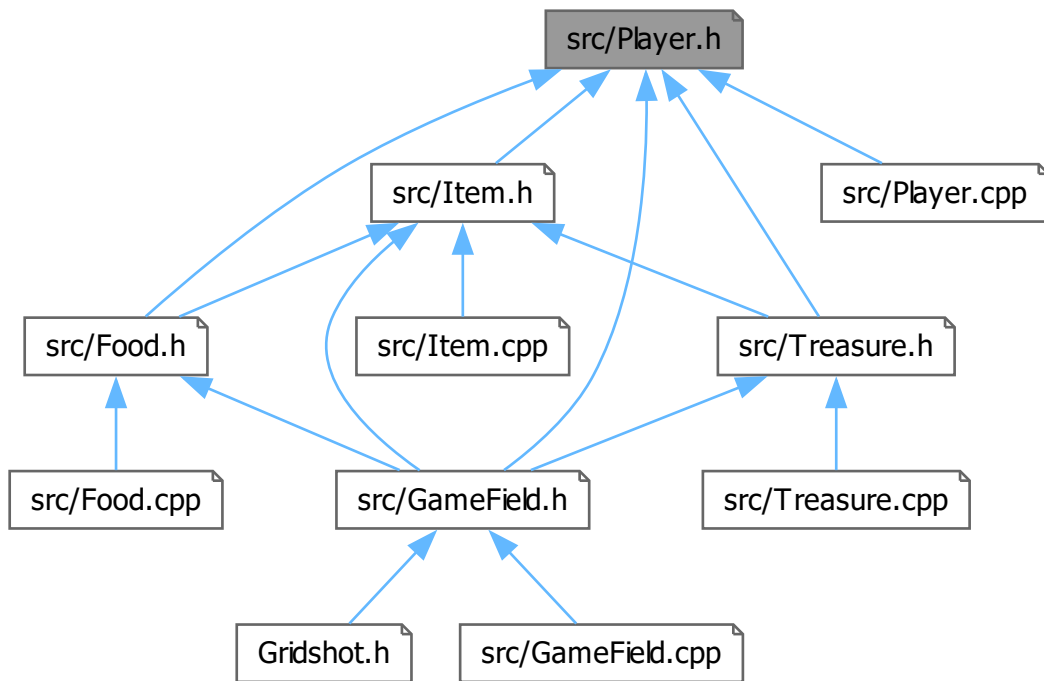 src/Player.h
src/Item.h
src/Player.cpp
src/Food.h
src/Item.cpp
src/Treasure.h
src/Food.cpp
src/GameField.h
src/Treasure.cpp
Gridshot.h
src/GameField.cpp